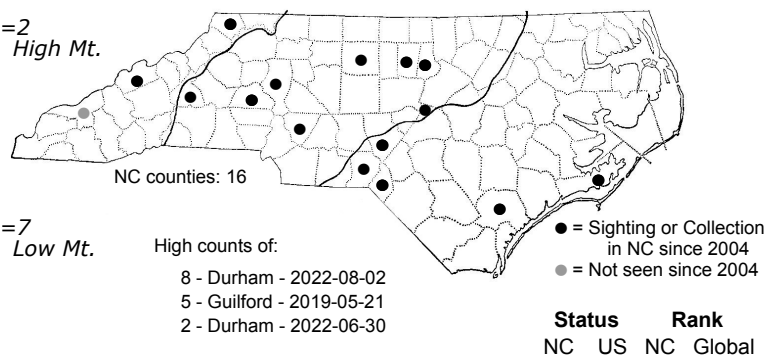 =2
High Mt.
NC counties: 16
=7
Low Mt.
High counts of:
8 - Durham - 2022-08-02
5 - Guilford - 2019-05-21
2 - Durham - 2022-06-30
● = Sighting or Collection
in NC since 2004
● = Not seen since 2004
Status Rank
NC US NC Global